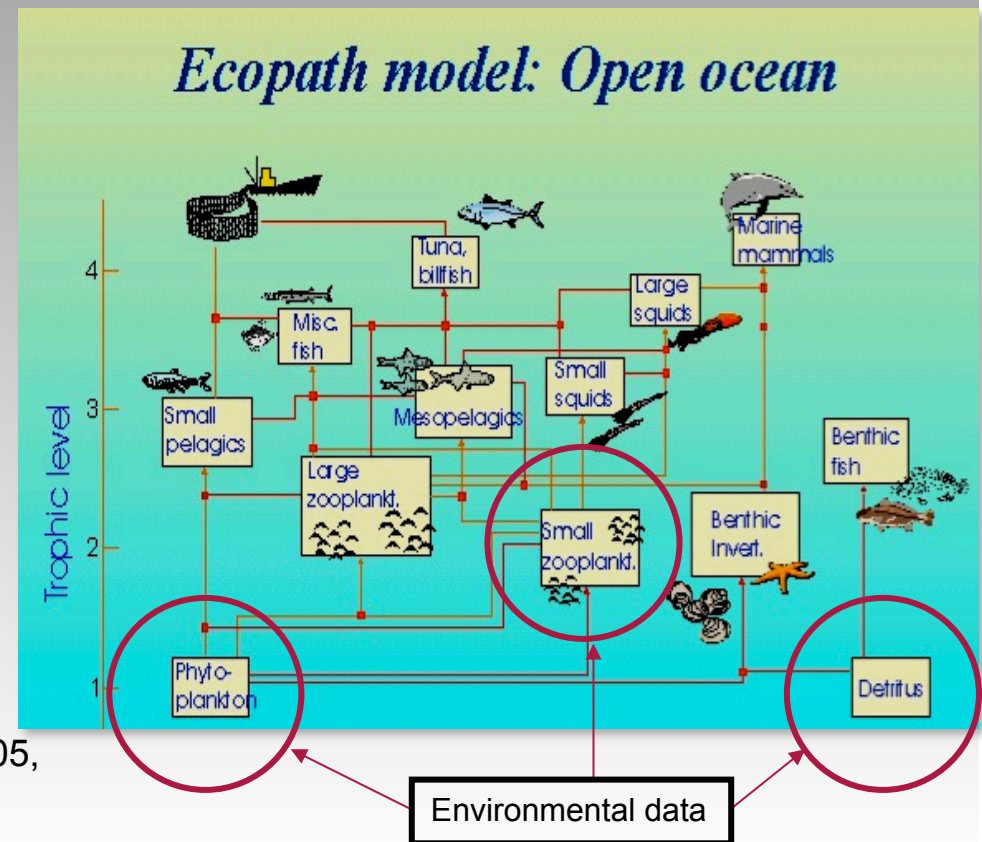 Ecopath model: Open ocean
Trophic level
4
3
2
1
Marine
mammals
Tuna,
billfish
Large
squids
Misc.
fish
Small
squids
Mesopelagics
Small
pelagics
Benthic
fish
Large
zooplankt.
Small
zooplankt.
Benthic
Invert.
Phyto-
plankton
Detritus
05,
Environmental data